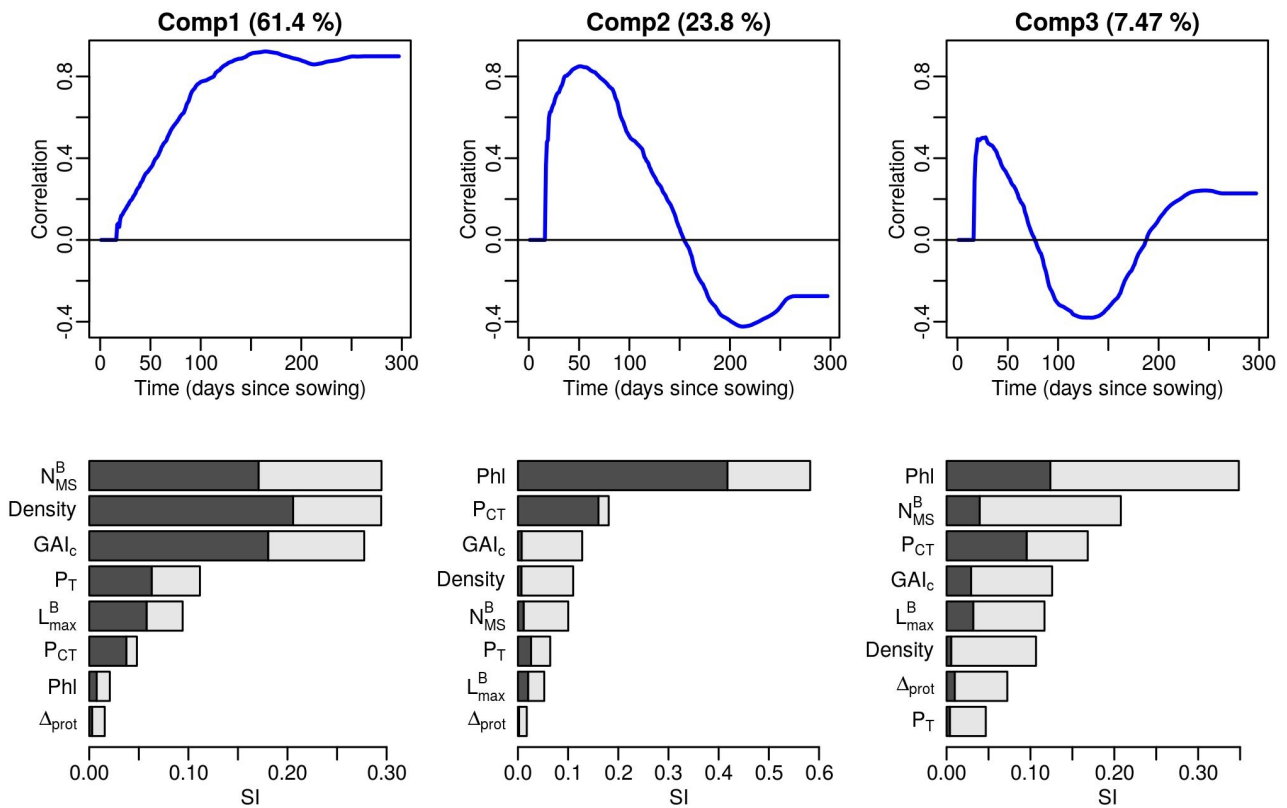 Comp1 (61.4 %)
Correlation
-0.4 0.0 0.4 0.8
0 50 100 200 300
Time (days since sowing)
Comp2 (23.8 %)
Correlation
-0.4 0.0 0.4 0.8
0 50 100 200 300
Time (days since sowing)
Comp3 (7.47 %)
Correlation
-0.4 0.0 0.4 0.8
0 50 100 200 300
Time (days since sowing)
N^B_MS
Density
GAI_c
P_T
L^B_max
P_CT
Phl
Δ_prot
0.00 0.10 0.20 0.30
SI
Phl
P_CT
GAI_c
Density
N^B_MS
P_T
L^B_max
Δ_prot
0.0 0.1 0.2 0.3 0.4 0.5 0.6
SI
Phl
N^B_MS
P_CT
GAI_c
L^B_max
Density
Δ_prot
P_T
0.00 0.10 0.20 0.30
SI